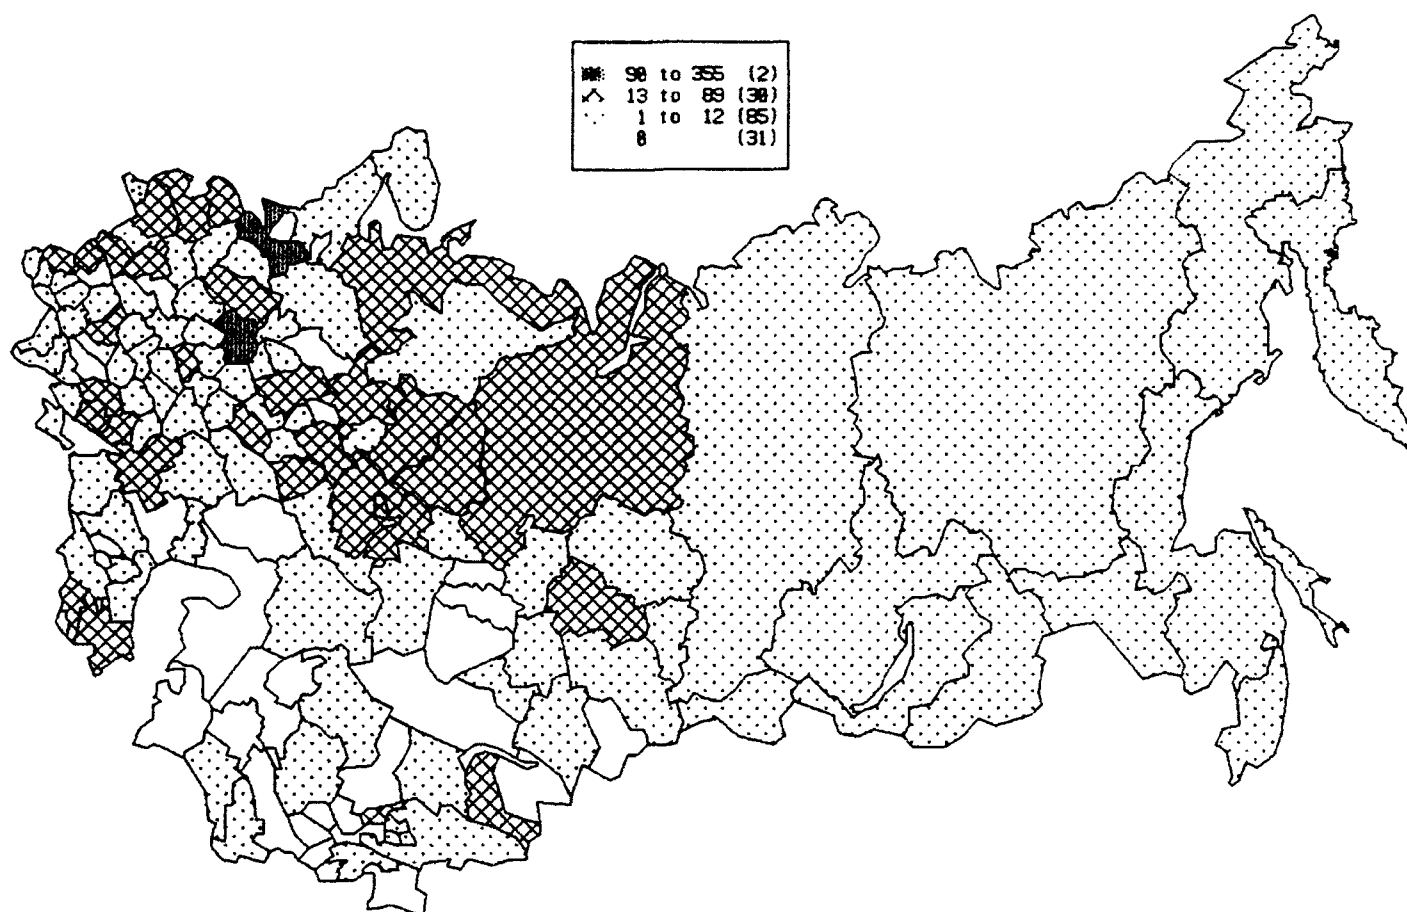 90 to 355 (2)
13 to 89 (30)
1 to 12 (85)
0 (31)